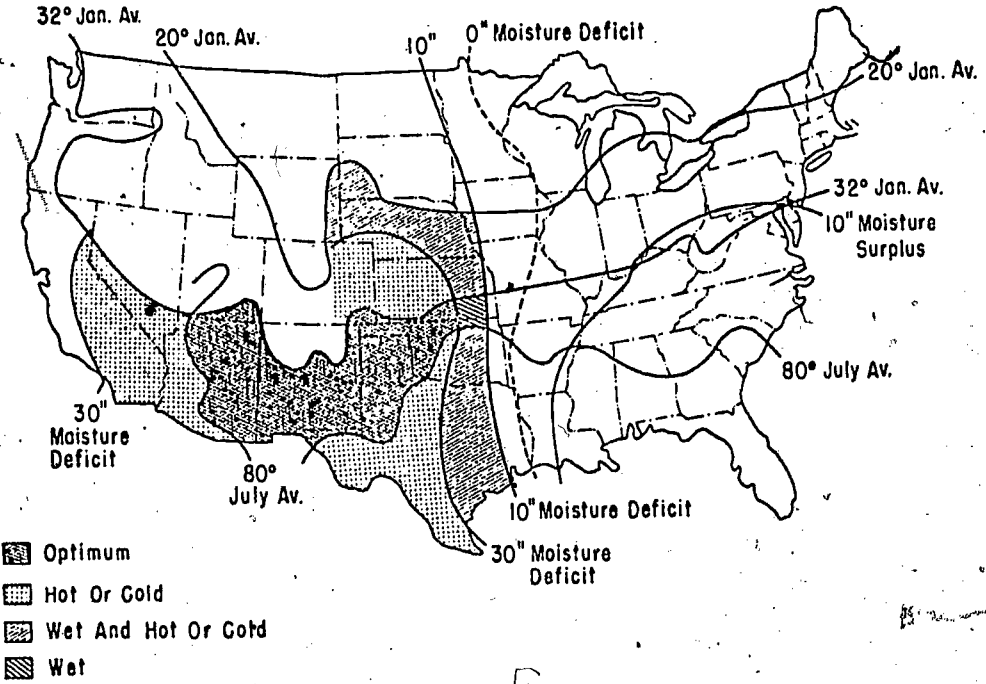 32° Jan. Av.
20° Jan. Av.
10"
0" Moisture Deficit
20° Jan. Av.
32° Jan. Av.
10" Moisture
Surplus
80° July Av.
30"
Moisture
Deficit
80°
July Av.
10" Moisture Deficit
30" Moisture
Deficit
Optimum
Hot Or Cold
Wet And Hot Or Cold
Wet